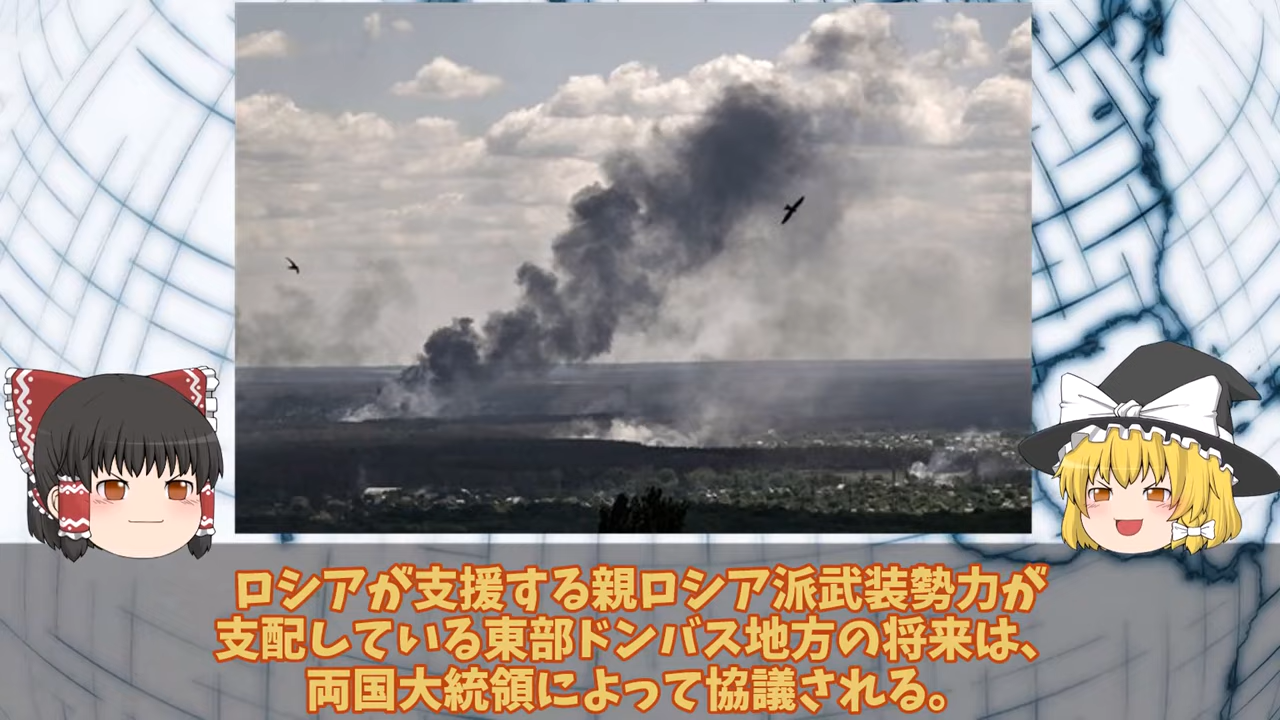 ロシアが支援する親ロシア派武装勢力が
支配している東部ドンバス地方の将来は、
両国大統領によって協議される。